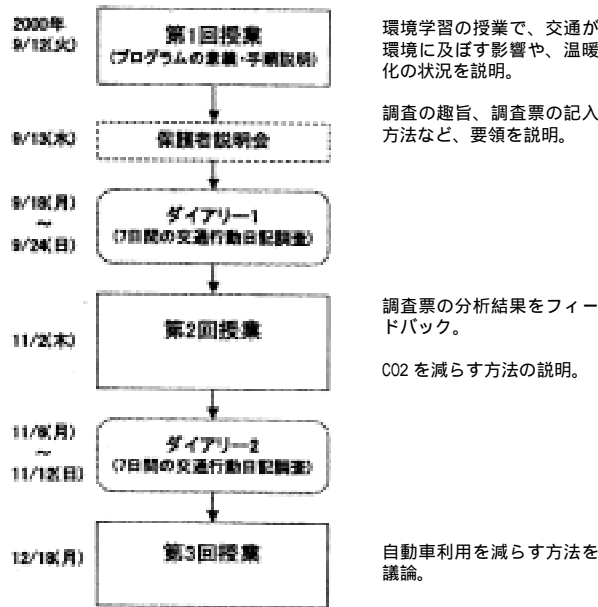 2000年
9/12(火)
第1回授業
(プログラムの意義・手順説明)
環境学習の授業で、交通が
環境に及ぼす影響や、温暖
化の状況を説明。
調査の趣旨、調査票の記入
方法など、要領を説明。
9/13(水)
保護者説明会
9/18(月)
~
9/24(日)
ダイアリー1
(7日間の交通行動日記調査)
11/2(木)
第2回授業
調査票の分析結果をフィー
ドバック。
CO2 を減らす方法の説明。
11/6(月)
~
11/12(日)
ダイアリー2
(7日間の交通行動日記調査)
12/18(月)
第3回授業
自動車利用を減らす方法を
議論。